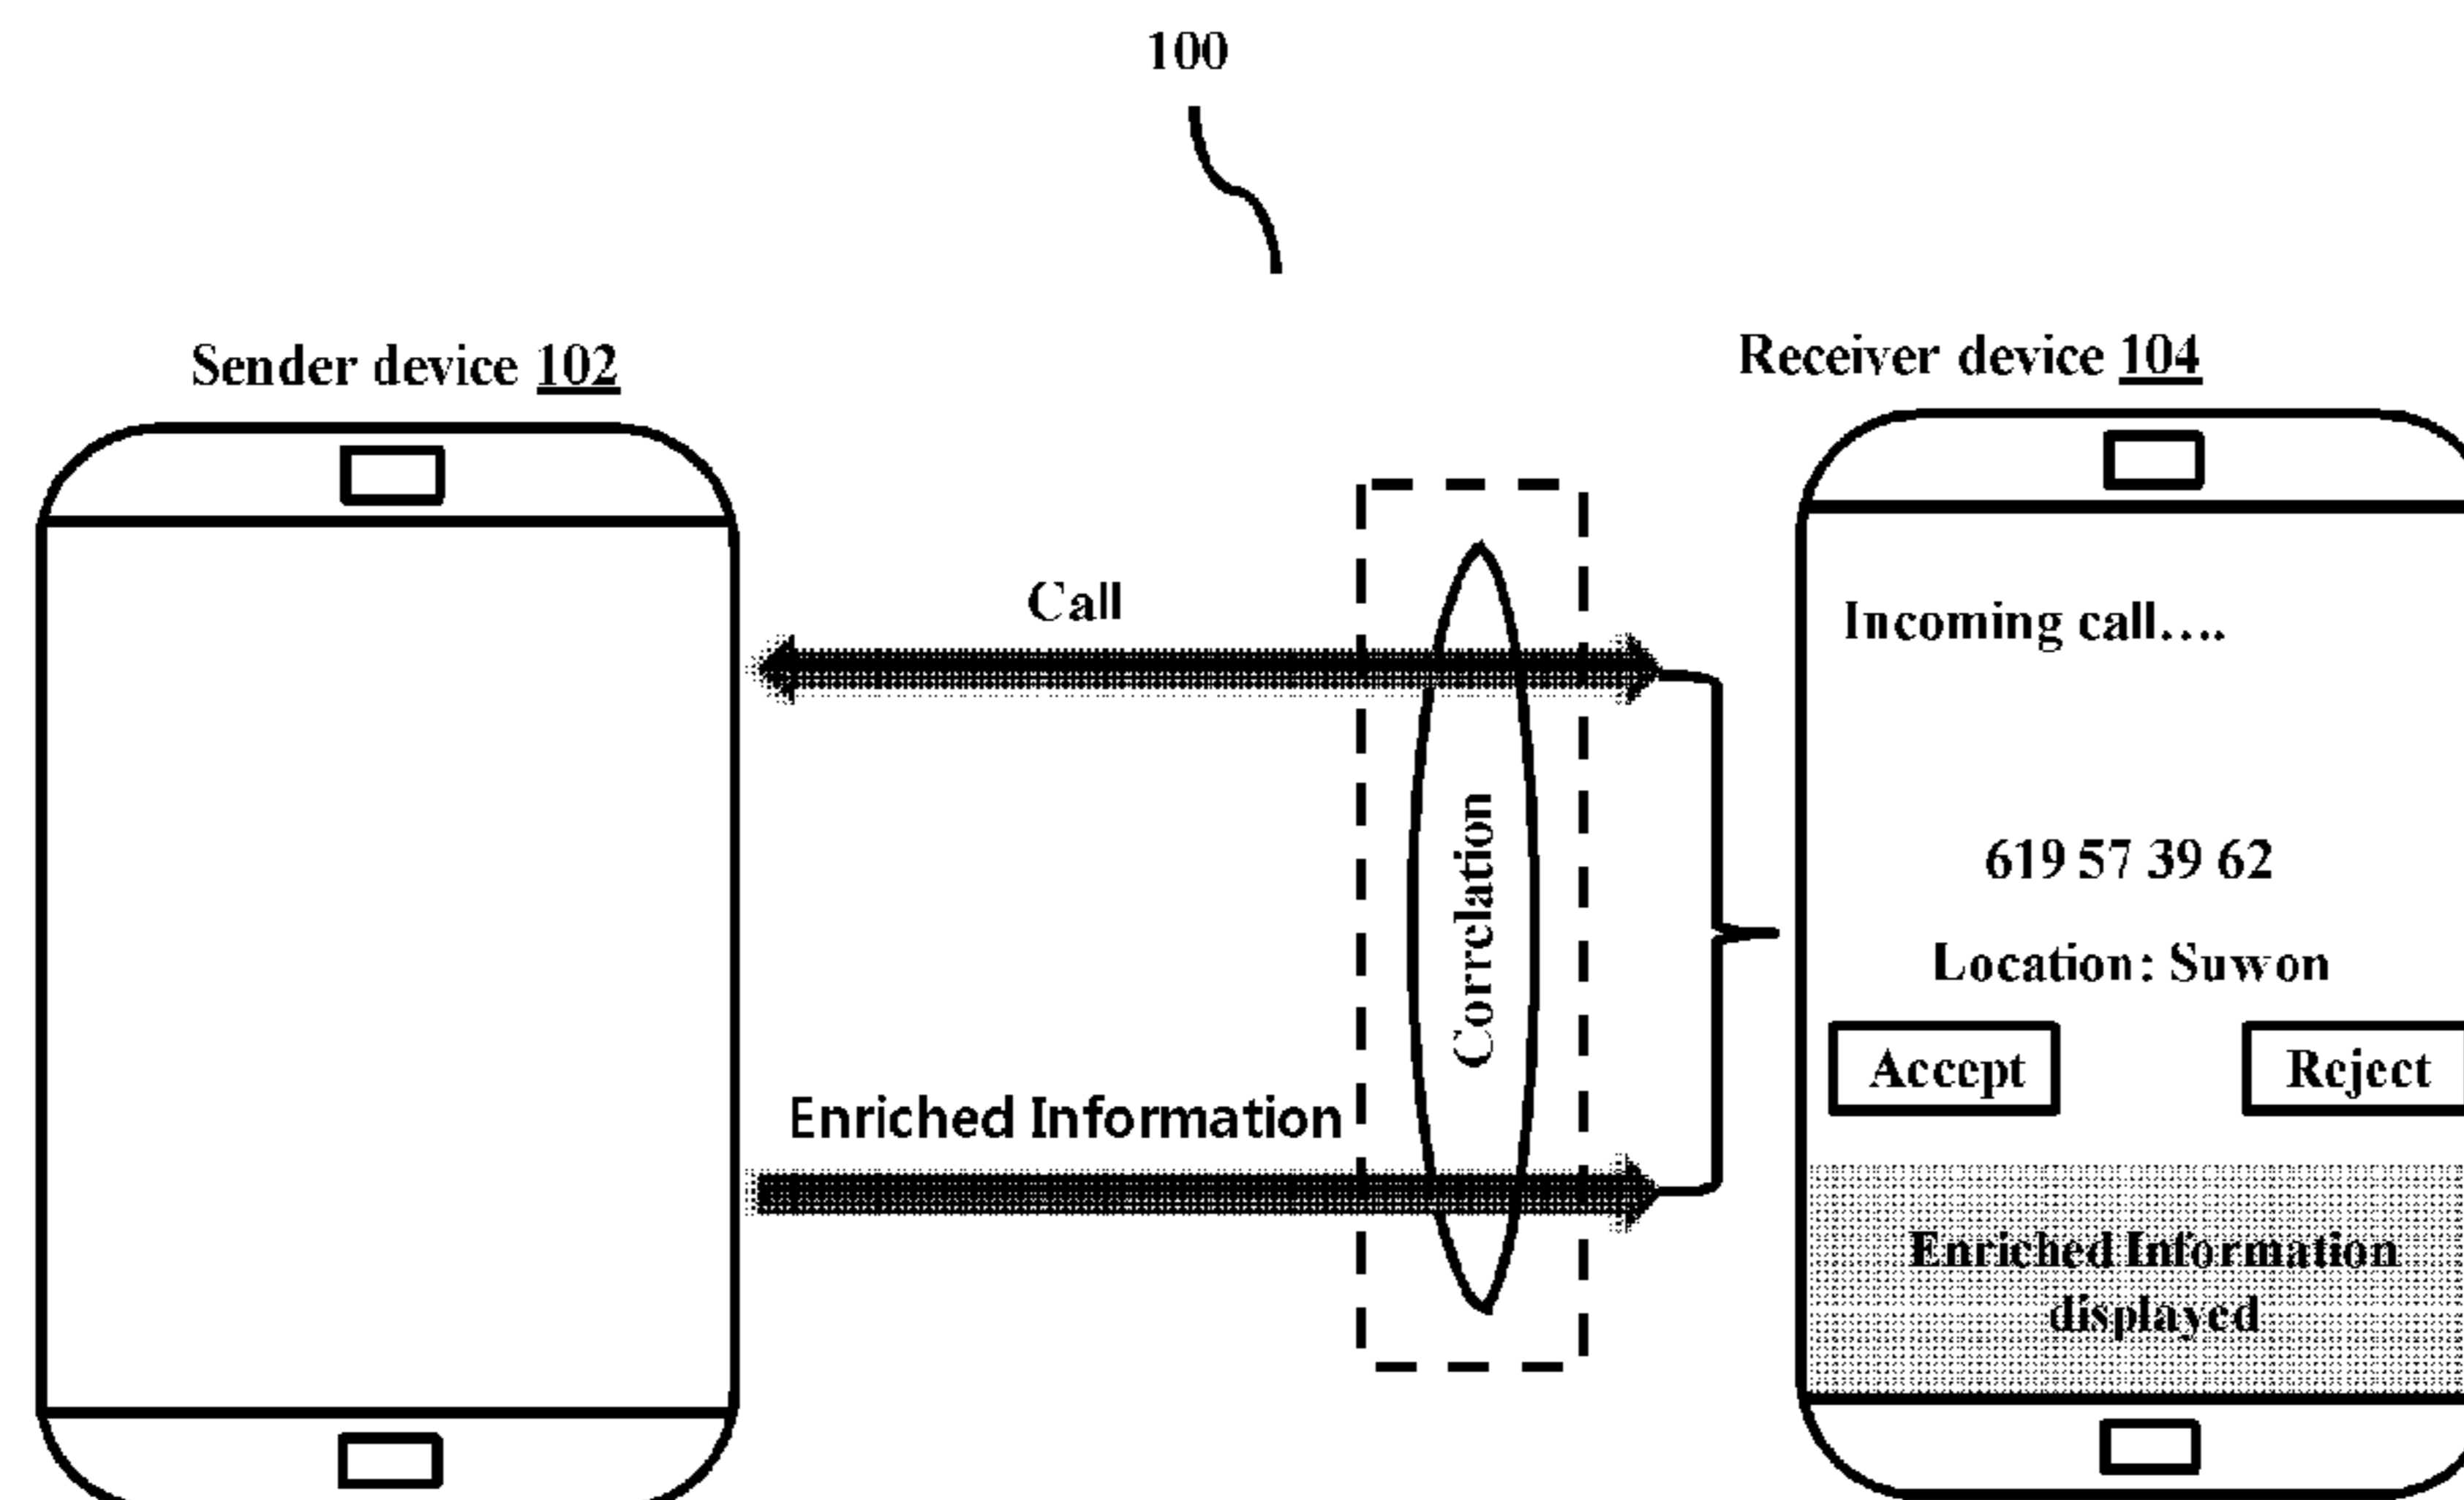 100
Sender device 102
Receiver device 104
Call
Incoming call....
619 57 39 62
Location: Suwon
Correlation
Accept
Reject
Enriched Information
Enriched Information
displayed